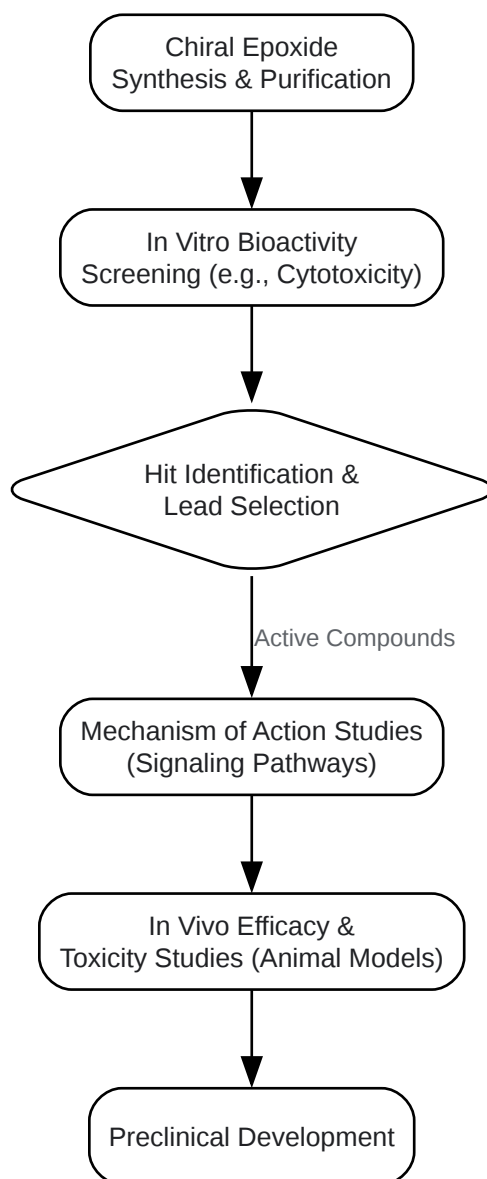 Chiral Epoxide
Synthesis & Purification
In Vitro Bioactivity
Screening (e.g., Cytotoxicity)
Hit Identification &
Lead Selection
Active Compounds
Mechanism of Action Studies
(Signaling Pathways)
In Vivo Efficacy &
Toxicity Studies (Animal Models)
Preclinical Development